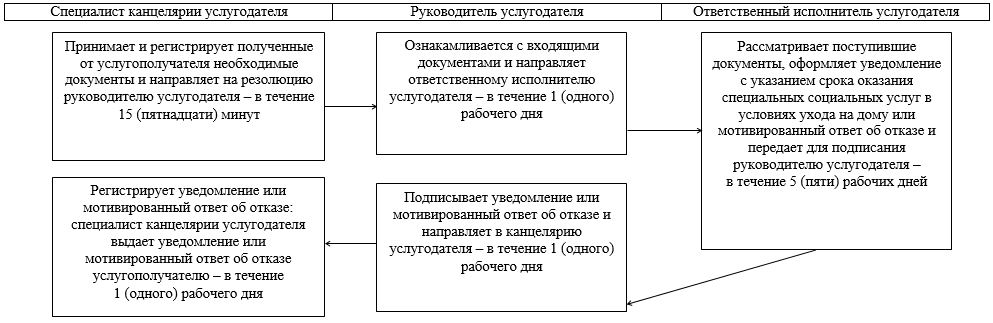 Специалист канцелярии услугодателя
Руководитель услугодателя
Ответственный исполнитель услугодателя
Принимает и регистрирует полученные
от услугополучателя необходимые
документы и направляет на резолюцию
руководителю услугодателя – в течение
15 (пятнадцати) минут
Ознакамливается с входящими
документами и направляет
ответственному исполнителю
услугодателя – в течение 1 (одного)
рабочего дня
Рассматривает поступившие
документы, оформляет уведомление
с указанием срока оказания
специальных социальных услуг в
условиях ухода на дому или
мотивированный ответ об отказе и
передает для подписания
руководителю услугодателя –
в течение 5 (пяти) рабочих дней
Подписывает уведомление или
мотивированный ответ об отказе и
направляет в канцелярию
услугодателя – в течение 1 (одного)
рабочего дня
Регистрирует уведомление или
мотивированный ответ об отказе:
специалист канцелярии услугодателя
выдает уведомление или
мотивированный ответ об отказе
услугополучателю – в течение
1 (одного) рабочего дня